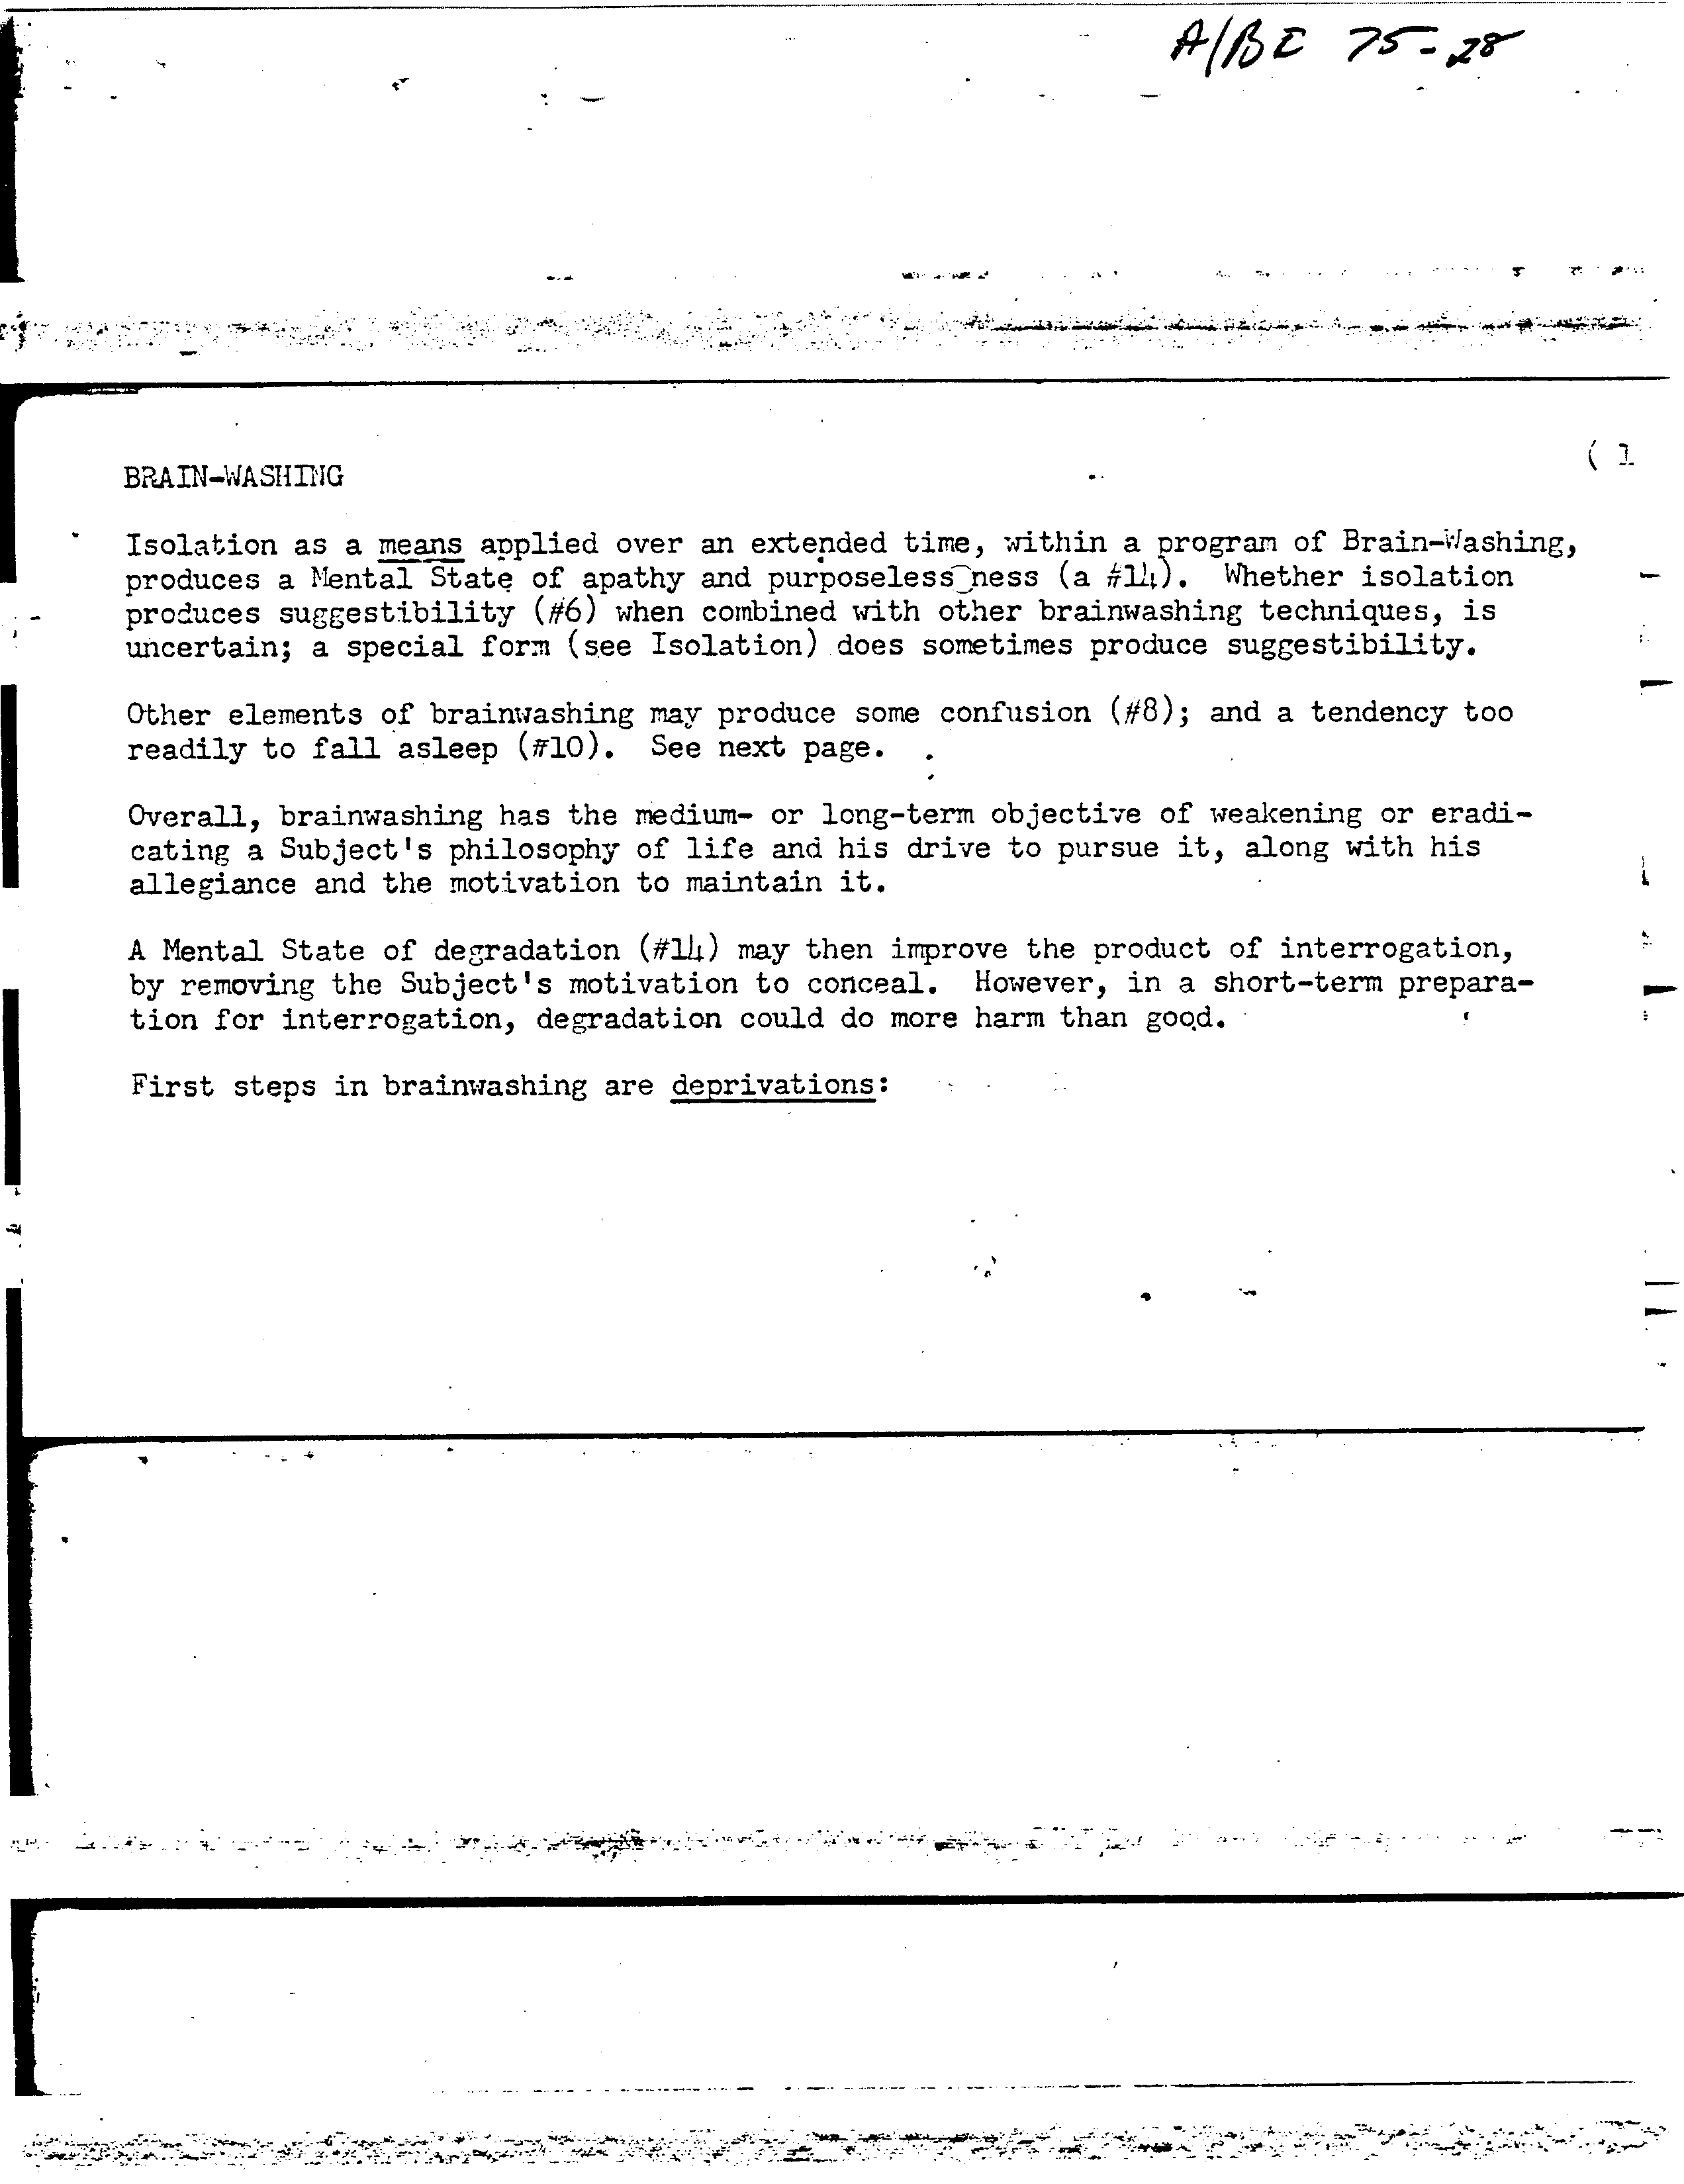 A/BE 75-28
( 1
BRAIN-WASHING
Isolation as a means applied over an extended time, within a program of Brain-Washing,
produces a Mental State of apathy and purposeless ness (a #14). Whether isolation
produces suggestibility (#6) when combined with other brainwashing techniques, is
uncertain; a special form (see Isolation) does sometimes produce suggestibility.
Other elements of brainwashing may produce some confusion (#8); and a tendency too
readily to fall asleep (#10). See next page.
Overall, brainwashing has the medium- or long-term objective of weakening or eradi-
cating a Subject's philosophy of life and his drive to pursue it, along with his
allegiance and the motivation to maintain it.
A Mental State of degradation (#14) may then improve the product of interrogation,
by removing the Subject's motivation to conceal. However, in a short-term prepara-
tion for interrogation, degradation could do more harm than good.
First steps in brainwashing are deprivations: